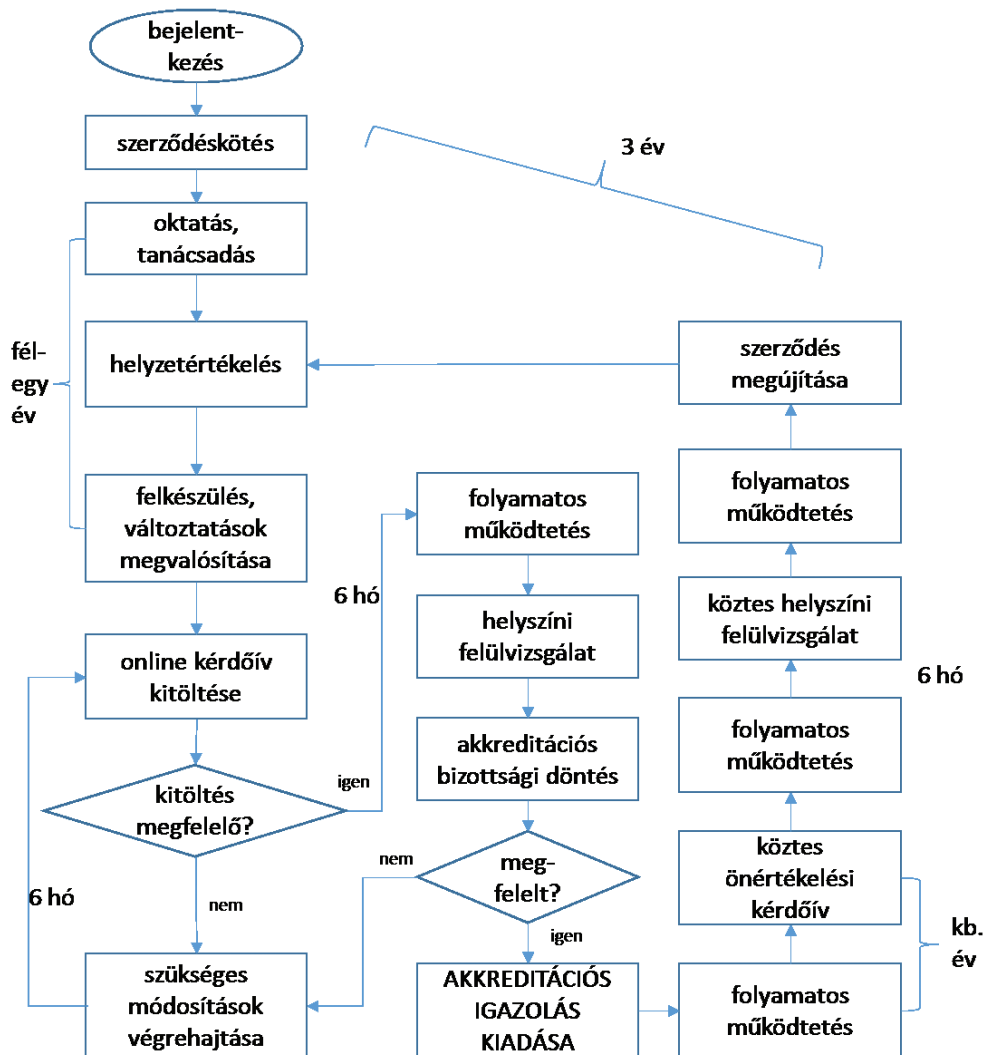 bejelent-
kezés
szerződéskötés
3 év
oktatás,
tanácsadás
fél-
egy
év
helyzetértékelés
szerződés
megújítása
felkészülés,
változtatások
megvalósítása
folyamatos
működtetés
folyamatos
működtetés
6 hó
helyszíni
felülvizsgálat
köztes helyszíni
felülvizsgálat
6 hó
online kérdőív
kitöltése
akkreditációs
bizottsági döntés
folyamatos
működtetés
kitöltés
megfelelő?
igen
nem
meg-
felelt?
nem
igen
köztes
önértékelési
kérdőív
6 hó
kb.
év
szükséges
módosítások
végrehajtása
AKKREDITÁCIÓS
IGAZOLÁS
KIADÁSA
folyamatos
működtetés